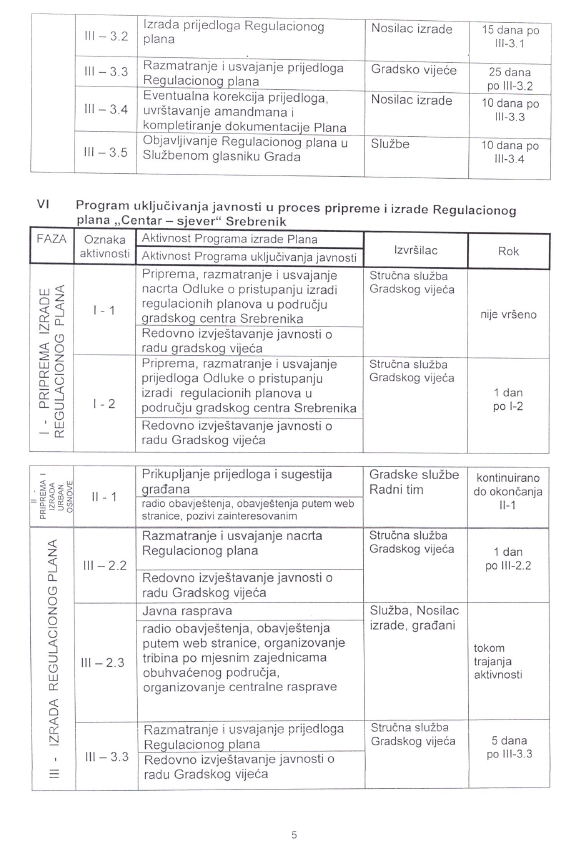 III – 3.2
Izrada prijedloga Regulacionog
plana
Nosilac izrade
15 dana po
III-3.1
III – 3.3
Razmatranje i usvajanje prijedloga
Regulacionog plana
Gradsko vijeće
25 dana
po III-3.2
III – 3.4
Eventualna korekcija prijedloga,
uvrštavanje amandmana i
kompletiranje dokumentacije Plana
Nosilac izrade
10 dana po
III-3.3
III – 3.5
Objavljivanje Regulacionog plana u
Službenom glasniku Grada
Službe
10 dana po
III-3.4
VI Program uključivanja javnosti u proces pripreme i izrade Regulacionog
plana „Centar – sjever“ Srebrenik
FAZA
Oznaka
aktivnosti
Aktivnost Programa izrade Plana
Aktivnost Programa uključivanja javnosti
Izvršilac
Rok
I - PRIPREMA IZRADE
REGULACIONOG PLANA
I - 1
Priprema, razmatranje i usvajanje
nacrta Odluke o pristupanju izradi
regulacionih planova u području
gradskog centra Srebrenika
Redovno izvještavanje javnosti o
radu gradskog vijeća
Stručna služba
Gradskog vijeća
nije vršeno
I - 2
Priprema, razmatranje i usvajanje
prijedloga Odluke o pristupanju
izradi regulacionih planova u
području gradskog centra Srebrenika
Redovno izvještavanje javnosti o
radu Gradskog vijeća
Stručna služba
Gradskog vijeća
1 dan
po I-2
II -
PRIPREMA I
IZRADA
URBAN.
OSNOVE
II - 1
Prikupljanje prijedloga i sugestija
građana
radio obavještenja, obavještenja putem web
stranice, pozivi zainteresovanim
Gradske službe
Radni tim
kontinuirano
do okončanja
II-1
III - IZRADA REGULACIONOG PLANA
III – 2.2
Razmatranje i usvajanje nacrta
Regulacionog plana
Redovno izvještavanje javnosti o
radu Gradskog vijeća
Stručna služba
Gradskog vijeća
1 dan
po III-2.2
III – 2.3
Javna rasprava
radio obavještenja, obavještenja
putem web stranice, organizovanje
tribina po mjesnim zajednicama
obuhvaćenog područja,
organizovanje centralne rasprave
Služba, Nosilac
izrade, građani
tokom
trajanja
aktivnosti
III – 3.3
Razmatranje i usvajanje prijedloga
Regulacionog plana
Redovno izvještavanje javnosti o
radu Gradskog vijeća
Stručna služba
Gradskog vijeća
5 dana
po III-3.3
5